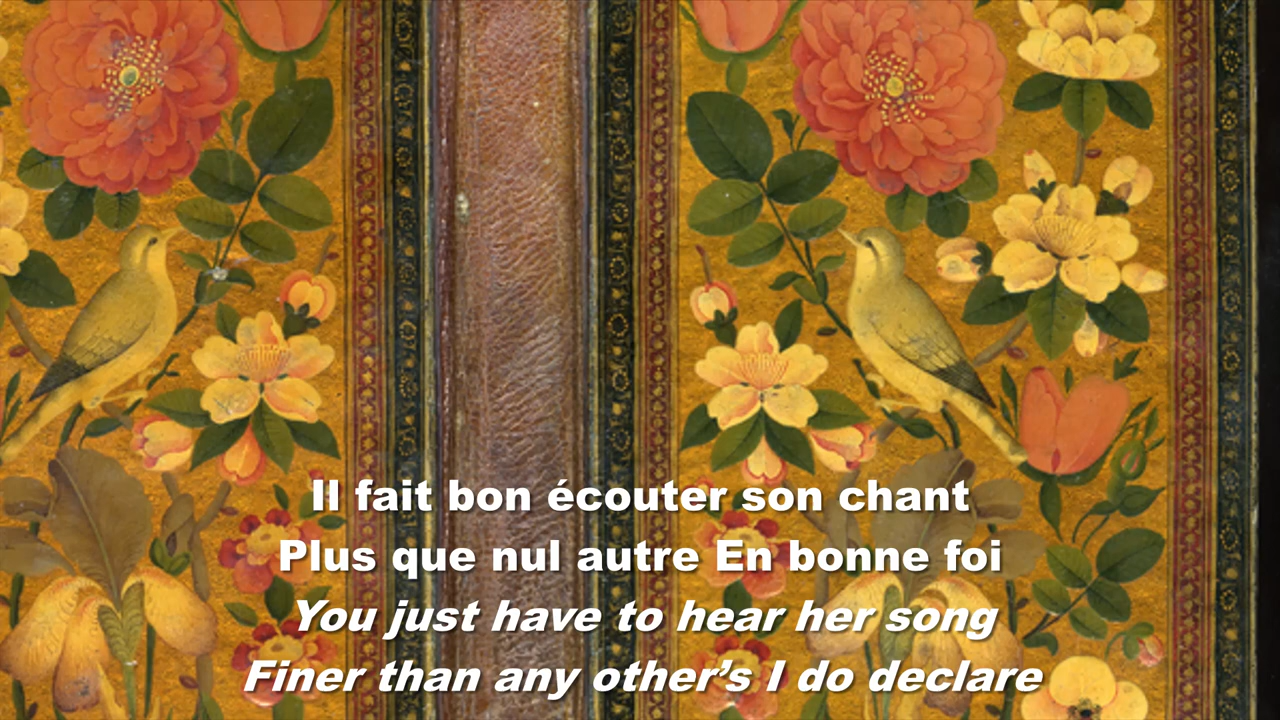 Il fait bon écouter son chant
Plus que nul autre En bonne foi
You just have to hear her song
Finer than any other’s I do declare